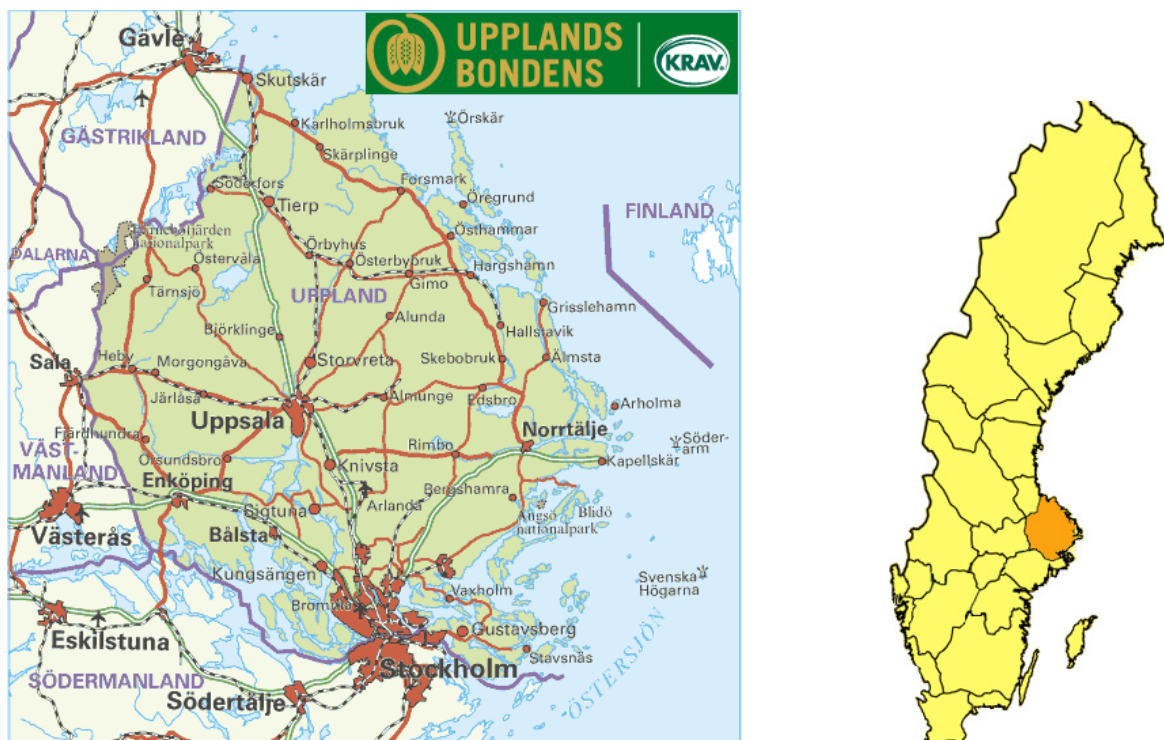 UPPLANDS
BONDENS
KRAV.
Gävle
Skutskär
Karlholmsbruk
Örskär
GÄSTRIKLAND
Skärplinge
Söderfors
Forsmark
Öregrund
Tierp
FINLAND
Färnebofjärden
nationalpark
Östhammar
DALARNA
Örbyhus
Österbybruk
Östervåla
Hargshamn
Tärnsjö
Gimo
UPPLAND
Grisslehamn
Alunda
Björklinge
Hallstavik
Sala
Heby
Morgongåva
Storvreta
Skebobruk
Älmsta
Järlåsa
Almunge
Edsbro
Arholma
Uppsala
Norrtälje
Fjärdhundra
Rimbo
Söder-
arm
VÄST-
MANLAND
Örsundsbro
Knivsta
Kapellskär
Enköping
Bergshamra
Sigtuna
Arlanda
Ängsö
nationalpark
Blidö
Västerås
Bålsta
Kungsängen
Svenska
Högarna
Bromma
Vaxholm
Eskilstuna
Gustavsberg
Stavsnäs
Stockholm
SÖDERMANLAND
Södertälje
ÖSTERSJÖN